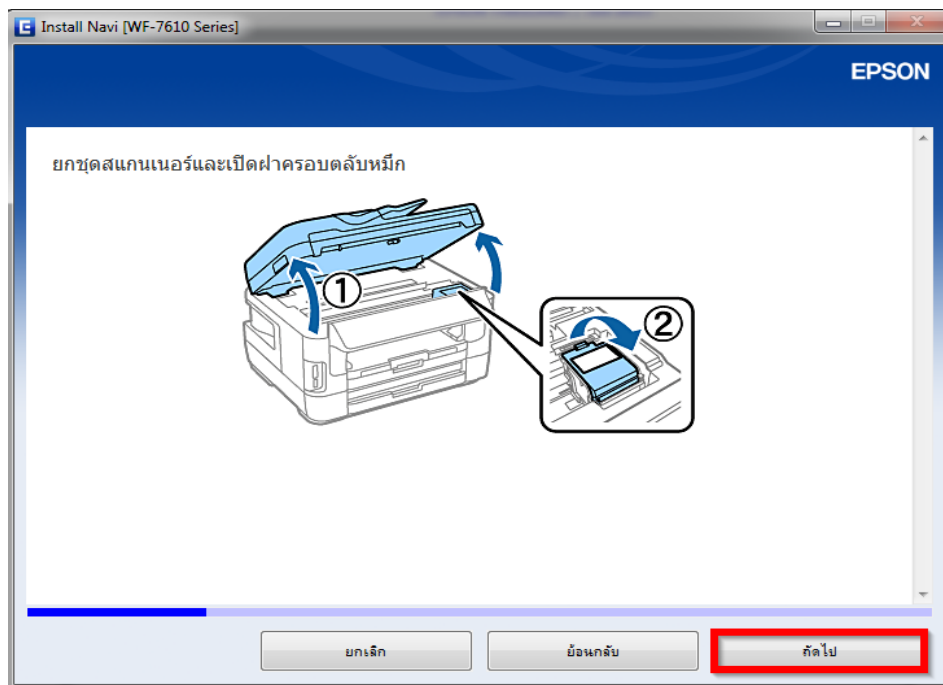 Install Navi [WF-7610 Series]
EPSON
ยกชุดสแกนเนอร์และเปิดฝาครอบตลับหมึก
①
②
ยกเลิก
ย้อนกลับ
ถัดไป